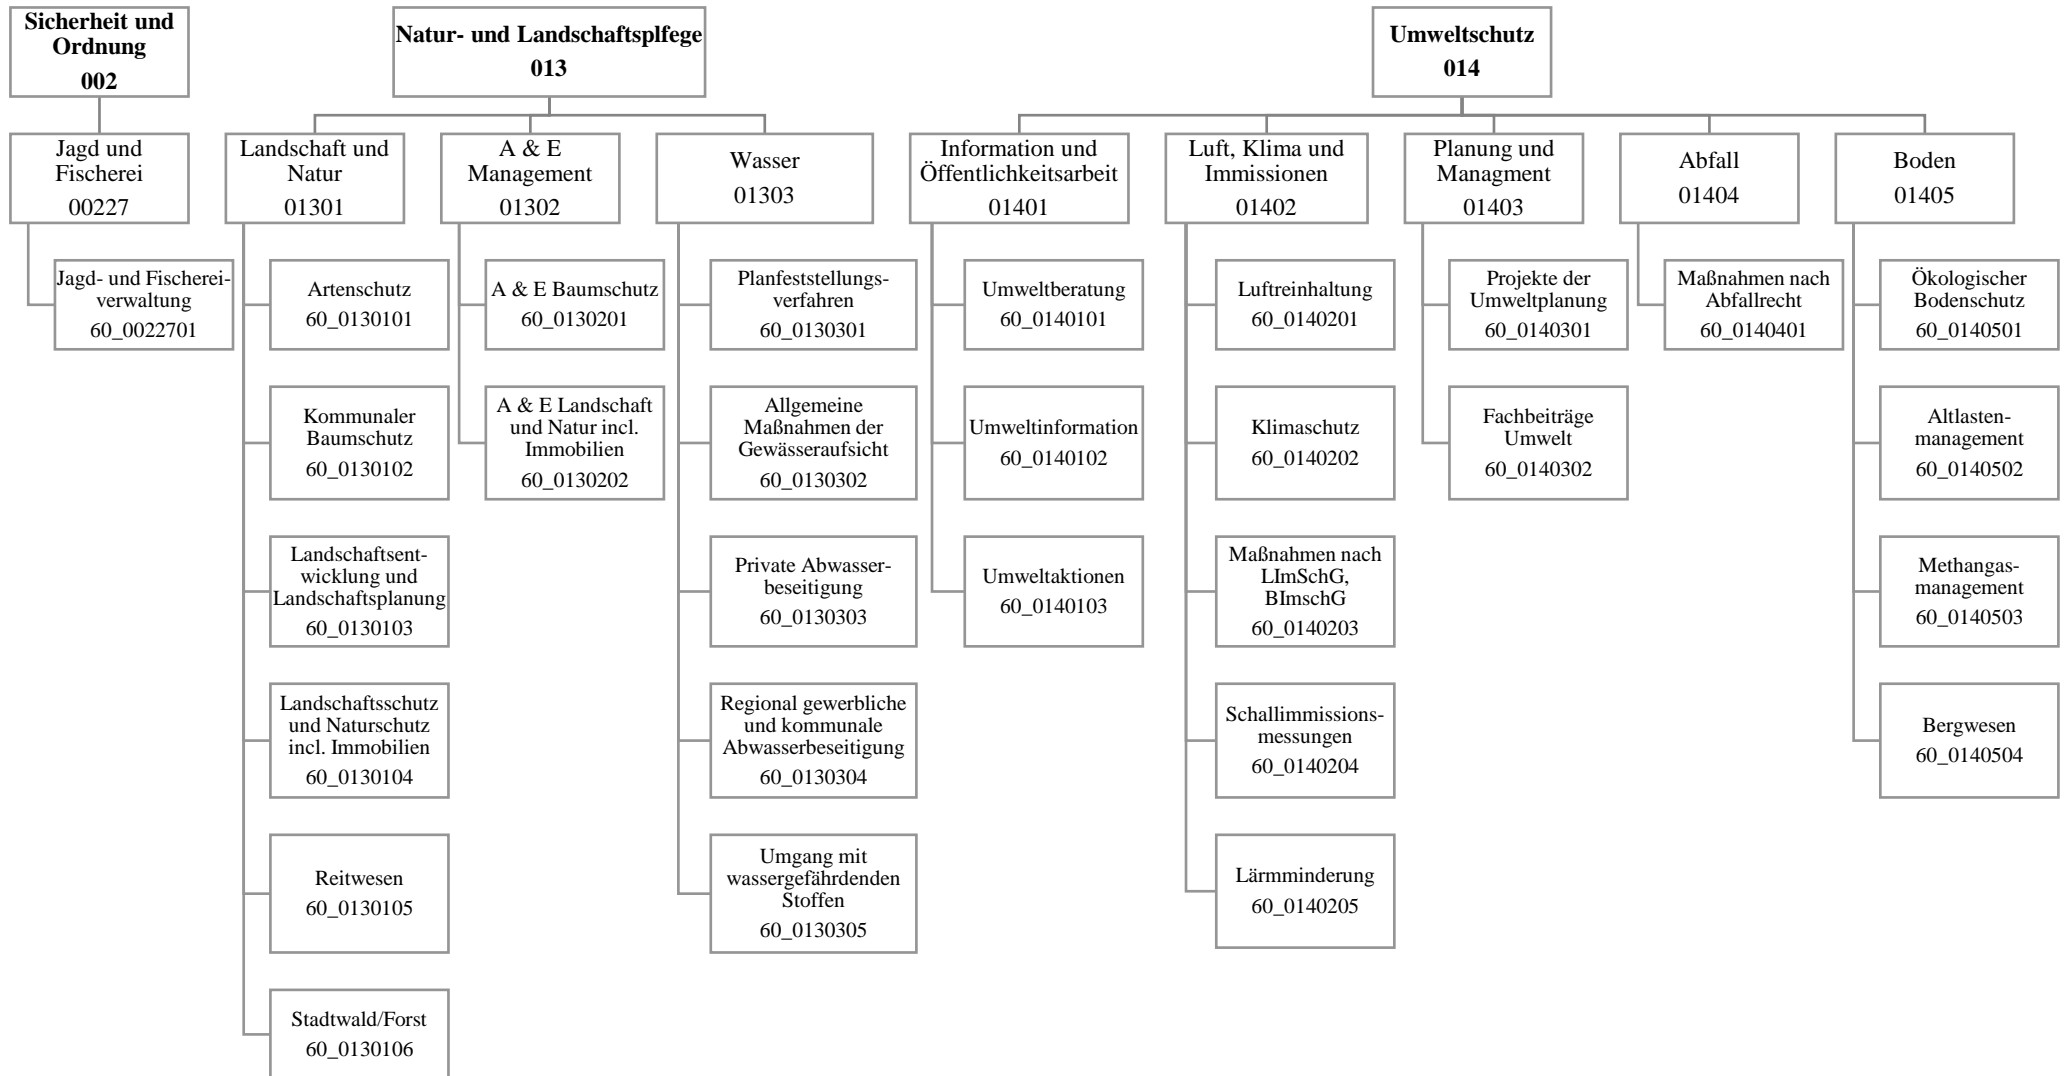 Sicherheit und
Ordnung
002
Natur- und Landschaftsplfege
013
Umweltschutz
014
Jagd und
Fischerei
00227
Landschaft und
Natur
01301
A & E
Management
01302
Wasser
01303
Information und
Öffentlichkeitsarbeit
01401
Luft, Klima und
Immissionen
01402
Planung und
Managment
01403
Abfall
01404
Boden
01405
Jagd- und Fischerei-
verwaltung
60_0022701
Artenschutz
60_0130101
Kommunaler
Baumschutz
60_0130102
Landschaftsent-
wicklung und
Landschaftsplanung
60_0130103
Landschaftsschutz
und Naturschutz
incl. Immobilien
60_0130104
Reitwesen
60_0130105
Stadtwald/Forst
60_0130106
A & E Baumschutz
60_0130201
A & E Landschaft
und Natur incl.
Immobilien
60_0130202
Planfeststellungs-
verfahren
60_0130301
Allgemeine
Maßnahmen der
Gewässeraufsicht
60_0130302
Private Abwasser-
beseitigung
60_0130303
Regional gewerbliche
und kommunale
Abwasserbeseitigung
60_0130304
Umgang mit
wassergefährdenden
Stoffen
60_0130305
Umweltberatung
60_0140101
Umweltinformation
60_0140102
Umweltaktionen
60_0140103
Luftreinhaltung
60_0140201
Klimaschutz
60_0140202
Maßnahmen nach
LImSchG,
BImschG
60_0140203
Schallimmissions-
messungen
60_0140204
Lärmminderung
60_0140205
Projekte der
Umweltplanung
60_0140301
Fachbeiträge
Umwelt
60_0140302
Maßnahmen nach
Abfallrecht
60_0140401
Ökologischer
Bodenschutz
60_0140501
Altlasten-
management
60_0140502
Methangas-
management
60_0140503
Bergwesen
60_0140504